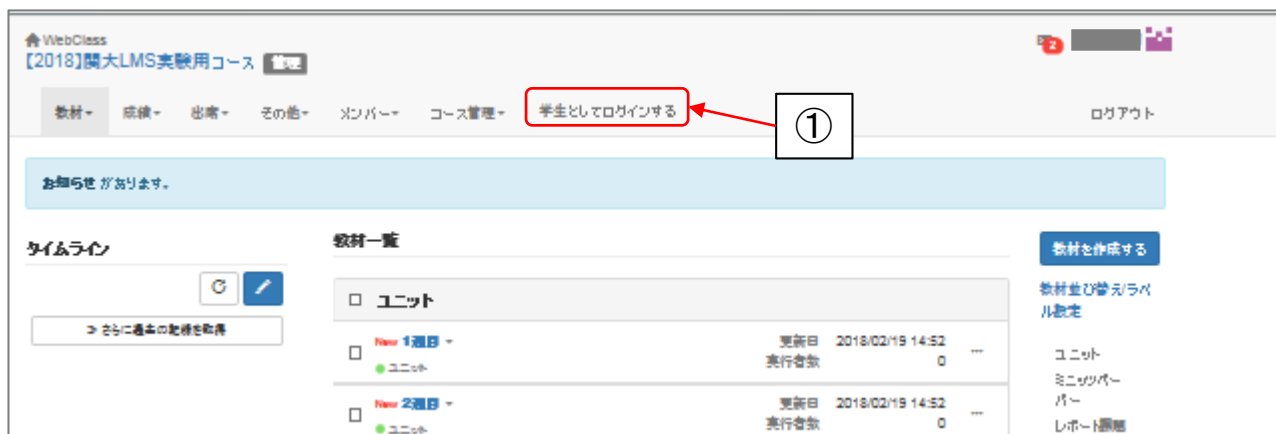 WebClass
【2018】関大LMS実験用コース 管理
2
教材 成績 出席 その他 メンバー コース管理 学生としてログインする
ログアウト
①
お知らせ があります。
タイムライン
≫ さらに過去の記録を取得
教材一覧
ユニット
New 1週目
更新日 2018/02/19 14:52
ユニット
実行者数 0
New 2週目
更新日 2018/02/19 14:52
ユニット
実行者数 0
教材を作成する
教材並び替え/ラベ
ル設定
ユニット
ミニッツペー
パー
レポート課題